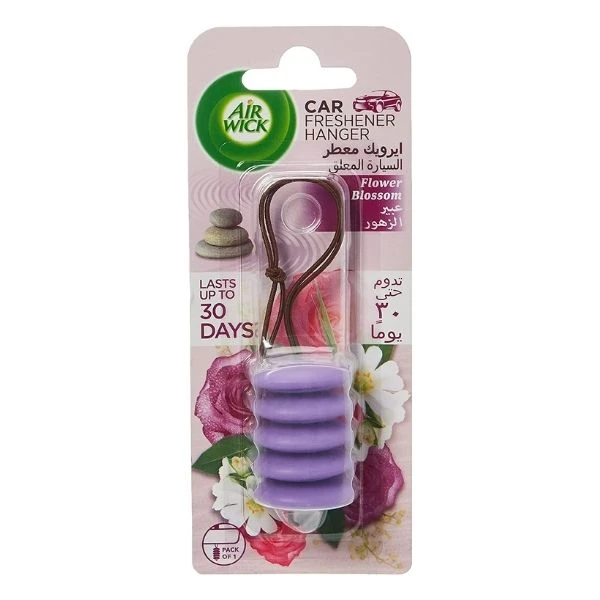 AIR
WICK
CAR
FRESHENER
HANGER
ايرويك معطر
السيارة المعلق
Flower
Blossom
عبير
الزهور
LASTS
UP TO
30
DAYS
تدوم
حتى
٣٠
يوماً
PACK
OF 1